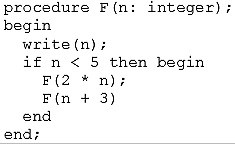 procedure F(n: integer);
begin
  write(n);
  if n < 5 then begin
    F(2 * n);
    F(n + 3)
  end
end;